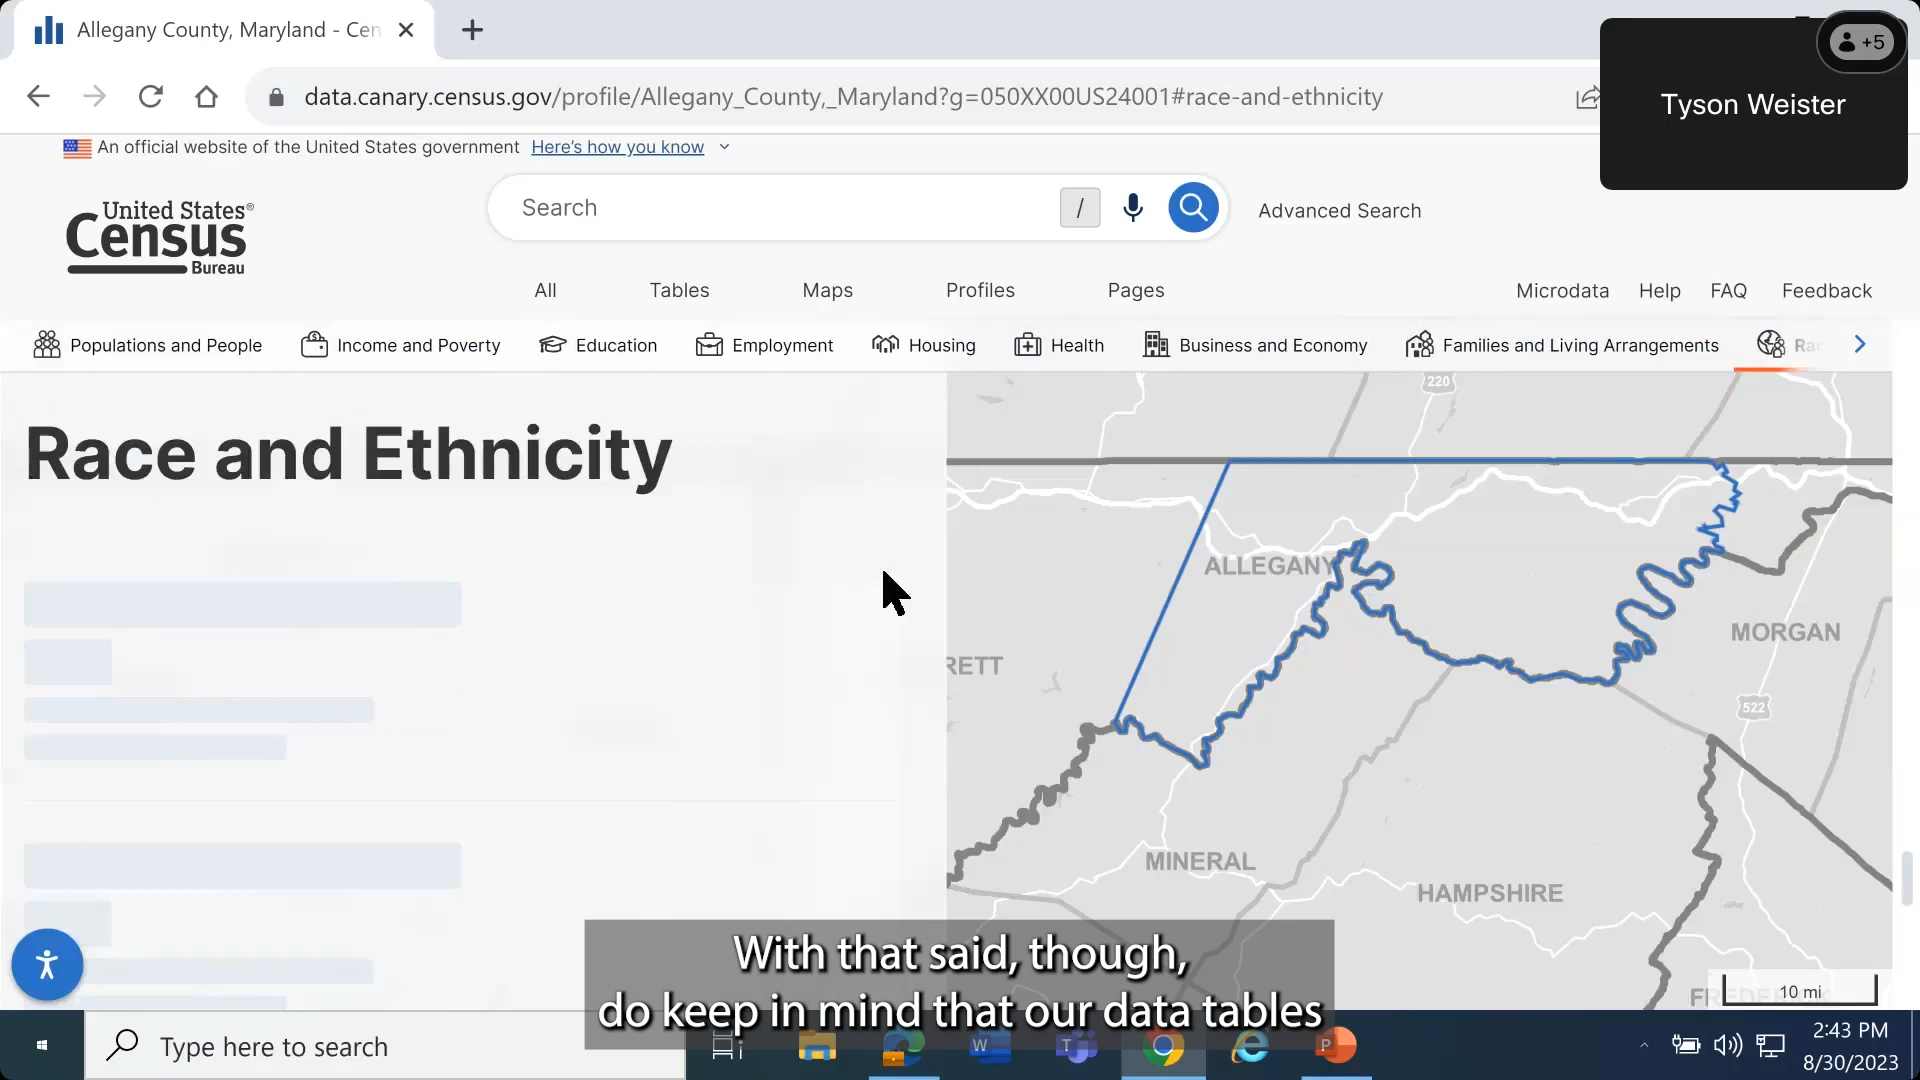 Allegany County, Maryland - Cen
+5
data.canary.census.gov/profile/Allegany_County,_Maryland?g=050XX00US24001#race-and-ethnicity
Tyson Weister
An official website of the United States government Here's how you know
United States®
Census
Bureau
Search
/
Advanced Search
All Tables Maps Profiles Pages
Microdata Help FAQ Feedback
Populations and People Income and Poverty Education Employment Housing Health Business and Economy Families and Living Arrangements Rac
Race and Ethnicity
220
ALLEGANY
MORGAN
RETT
522
MINERAL
HAMPSHIRE
10 mi
With that said, though,
do keep in mind that our data tables
Type here to search
W
T
P
2:43 PM
8/30/2023